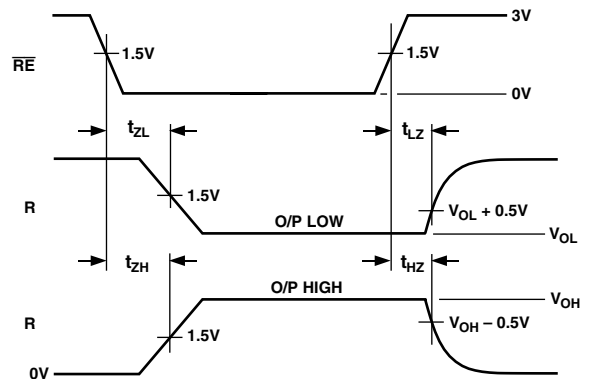 3V
RE
1.5V
1.5V
0V
tZL
tLZ
R
1.5V
O/P LOW
VOL + 0.5V
VOL
tZH
tHZ
O/P HIGH
VOH
R
1.5V
VOH – 0.5V
0V